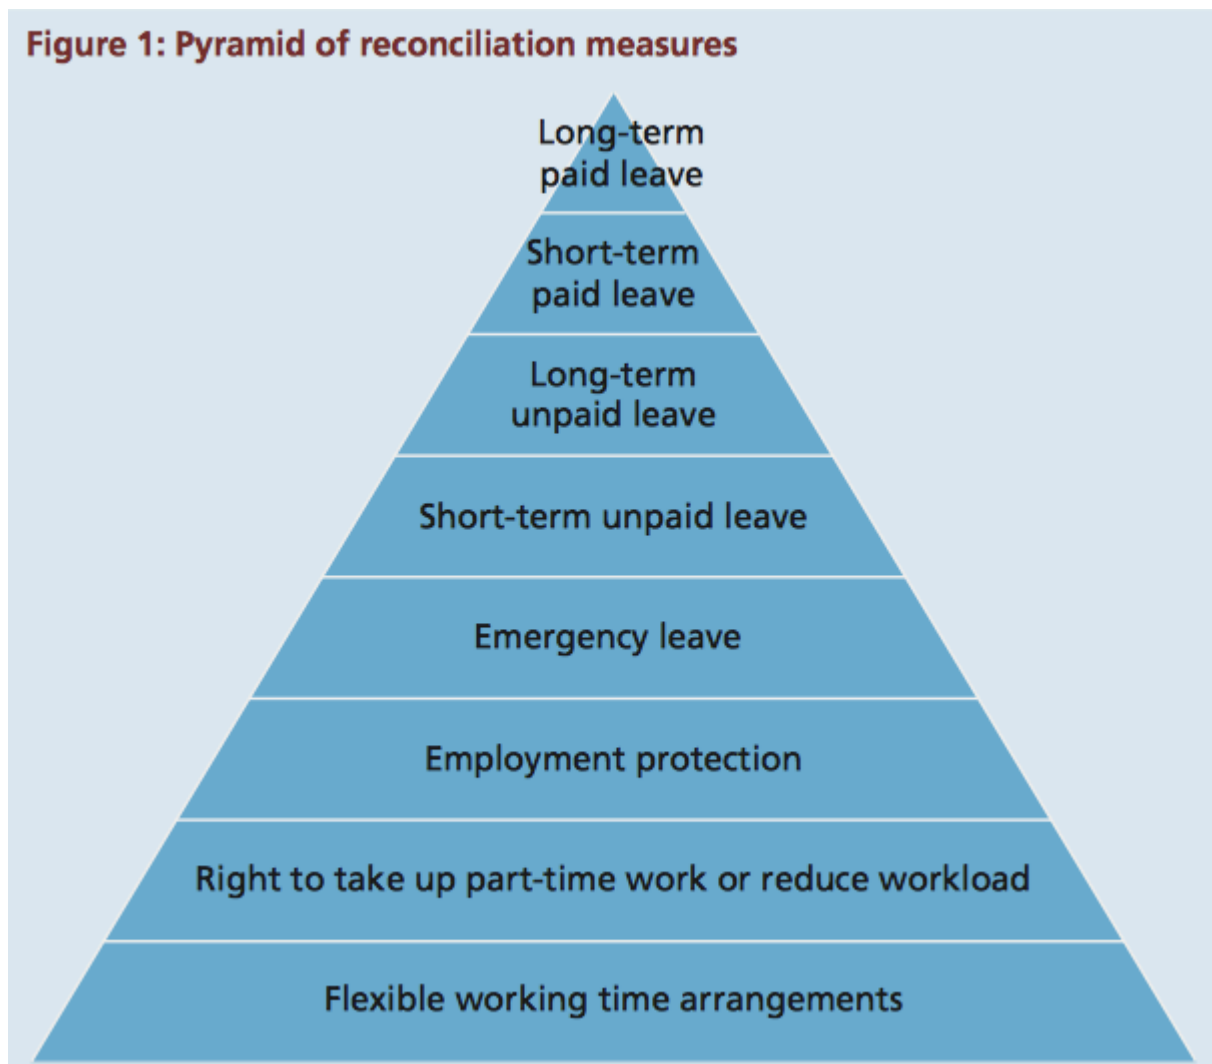 Figure 1: Pyramid of reconciliation measures
Long-term
paid leave
Short-term
paid leave
Long-term
unpaid leave
Short-term unpaid leave
Emergency leave
Employment protection
Right to take up part-time work or reduce workload
Flexible working time arrangements